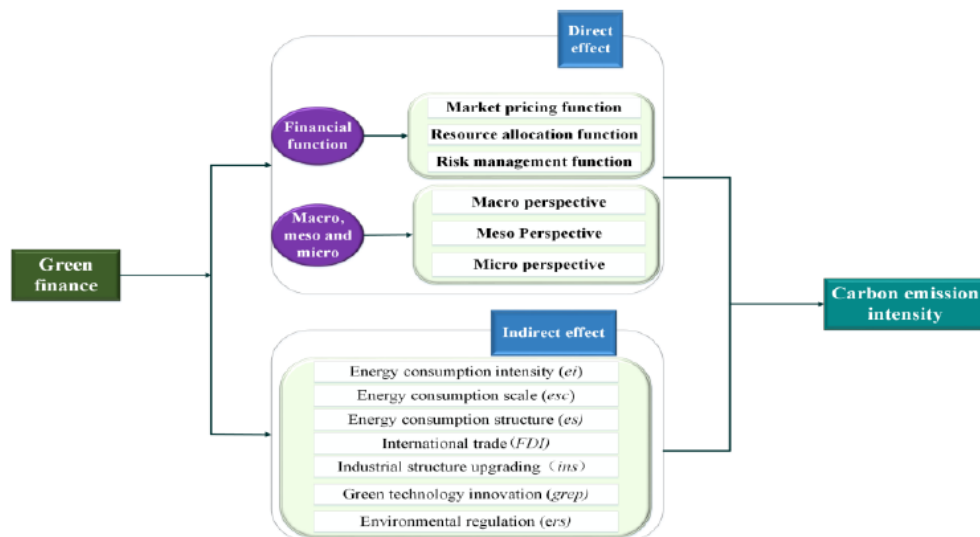 Direct
effect
Financial
function
Market pricing function
Resource allocation function
Risk management function
Macro,
meso and
micro
Macro perspective
Meso Perspective
Micro perspective
Green
finance
Carbon emission
intensity
Indirect effect
Energy consumption intensity (ei)
Energy consumption scale (esc)
Energy consumption structure (es)
International trade (FDI)
Industrial structure upgrading （ins）
Green technology innovation (grep)
Environmental regulation (ers)